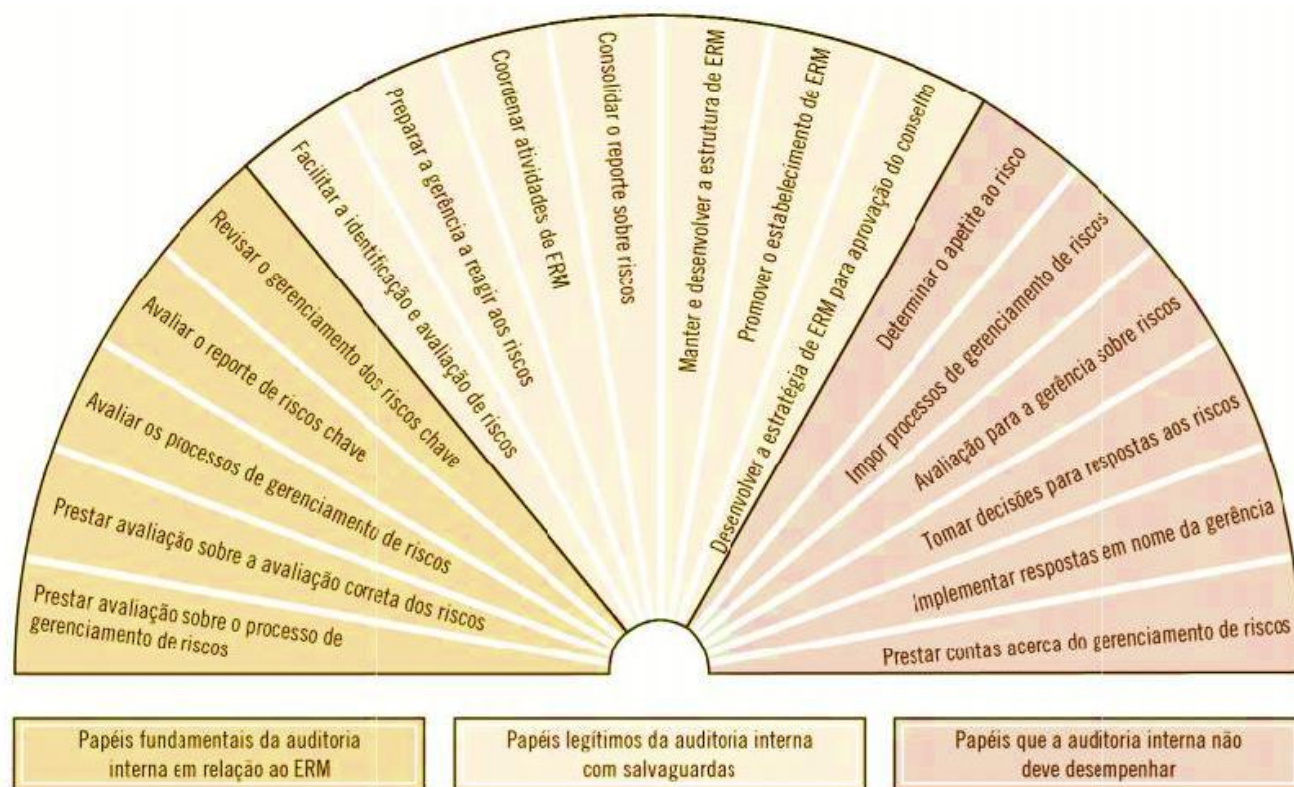 Prestar avaliação sobre o processo de
gerenciamento de riscos
Prestar avaliação sobre a avaliação correta dos riscos
Avaliar os processos de gerenciamento de riscos
Avaliar o reporte de riscos chave
Revisar o gerenciamento dos riscos chave
Facilitar a identificação e avaliação de riscos
Preparar a gerência a reagir aos riscos
Coordenar atividades de ERM
Consolidar o reporte sobre riscos
Manter e desenvolver a estrutura de ERM
Promover o estabelecimento de ERM
Desenvolver a estratégia de ERM para aprovação do conselho
Determinar o apetite ao risco
Impor processos de gerenciamento de riscos
Avaliação para a gerência sobre riscos
Tomar decisões para respostas aos riscos
Implementar respostas em nome da gerência
Prestar contas acerca do gerenciamento de riscos
Papéis fundamentais da auditoria
interna em relação ao ERM
Papéis legítimos da auditoria interna
com salvaguardas
Papéis que a auditoria interna não
deve desempenhar